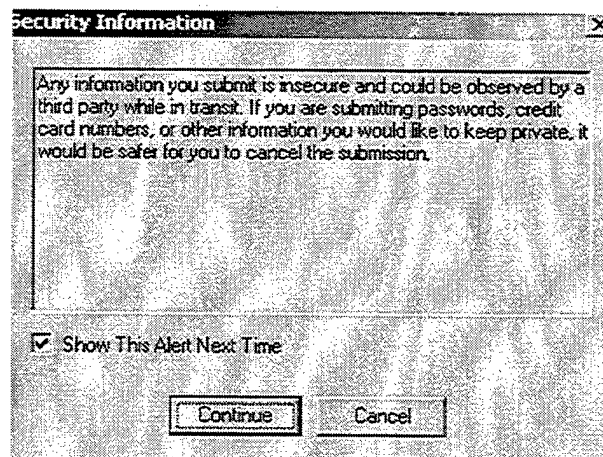 Security Information
Any information you submit is insecure and could be observed by a
third party while in transit. If you are submitting passwords, credit
card numbers, or other information you would like to keep private, it
would be safer for you to cancel the submission.
Show This Alert Next Time
Continue
Cancel